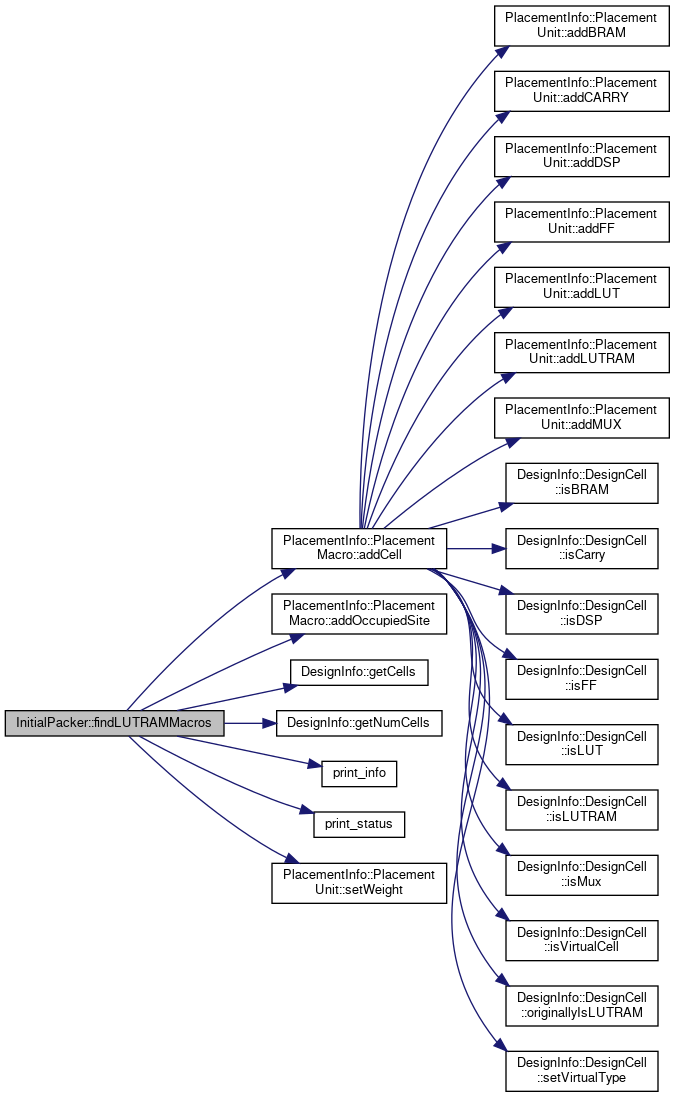 InitialPacker::findLUTRAMMacros
PlacementInfo::Placement
Macro::addCell
PlacementInfo::Placement
Macro::addOccupiedSite
DesignInfo::getCells
DesignInfo::getNumCells
print_info
print_status
PlacementInfo::Placement
Unit::setWeight
PlacementInfo::Placement
Unit::addBRAM
PlacementInfo::Placement
Unit::addCARRY
PlacementInfo::Placement
Unit::addDSP
PlacementInfo::Placement
Unit::addFF
PlacementInfo::Placement
Unit::addLUT
PlacementInfo::Placement
Unit::addLUTRAM
PlacementInfo::Placement
Unit::addMUX
DesignInfo::DesignCell
::isBRAM
DesignInfo::DesignCell
::isCarry
DesignInfo::DesignCell
::isDSP
DesignInfo::DesignCell
::isFF
DesignInfo::DesignCell
::isLUT
DesignInfo::DesignCell
::isLUTRAM
DesignInfo::DesignCell
::isMux
DesignInfo::DesignCell
::isVirtualCell
DesignInfo::DesignCell
::originallyIsLUTRAM
DesignInfo::DesignCell
::setVirtualType